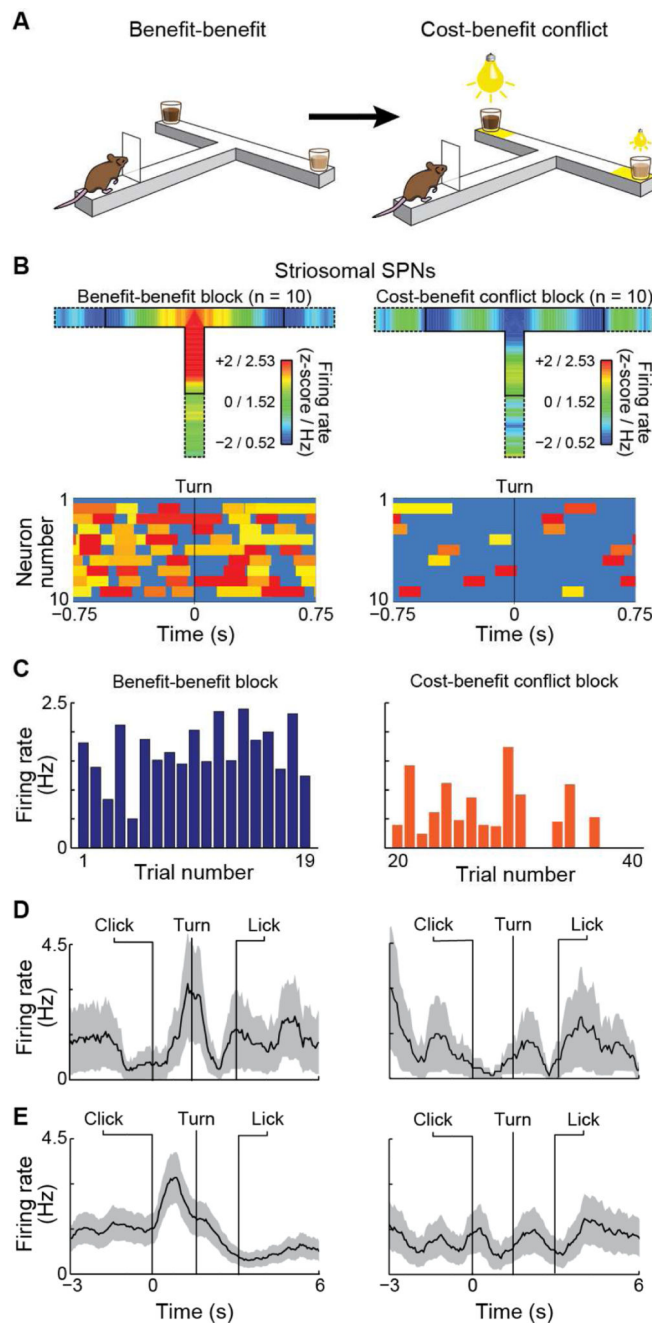 A
Benefit-benefit
Cost-benefit conflict
B
Striosomal SPNs
Benefit-benefit block (n = 10)
Cost-benefit conflict block (n = 10)
+2 / 2.53
0 / 1.52
−2 / 0.52
Firing rate
(z-score / Hz)
+2 / 2.53
0 / 1.52
−2 / 0.52
Firing rate
(z-score / Hz)
Turn
Turn
Neuron
number
1
10
−0.75
0
0.75
Time (s)
−0.75
0
0.75
Time (s)
C
Benefit-benefit block
Cost-benefit conflict block
Firing rate
(Hz)
2.5
0
1
19
Trial number
20
40
Trial number
D
Click
Turn
Lick
Click
Turn
Lick
Firing rate
(Hz)
4.5
0
E
Click
Turn
Lick
Click
Turn
Lick
Firing rate
(Hz)
4.5
0
−3
0
6
Time (s)
−3
0
6
Time (s)